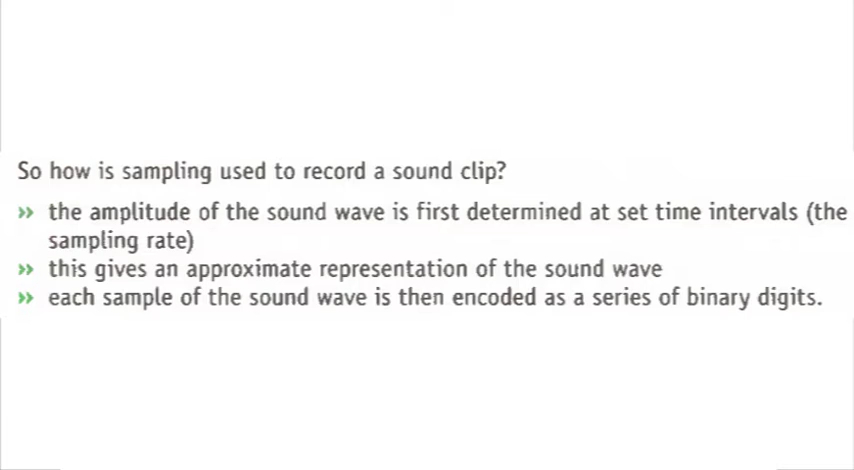 So how is sampling used to record a sound clip?
» the amplitude of the sound wave is first determined at set time intervals (the
sampling rate)
» this gives an approximate representation of the sound wave
» each sample of the sound wave is then encoded as a series of binary digits.